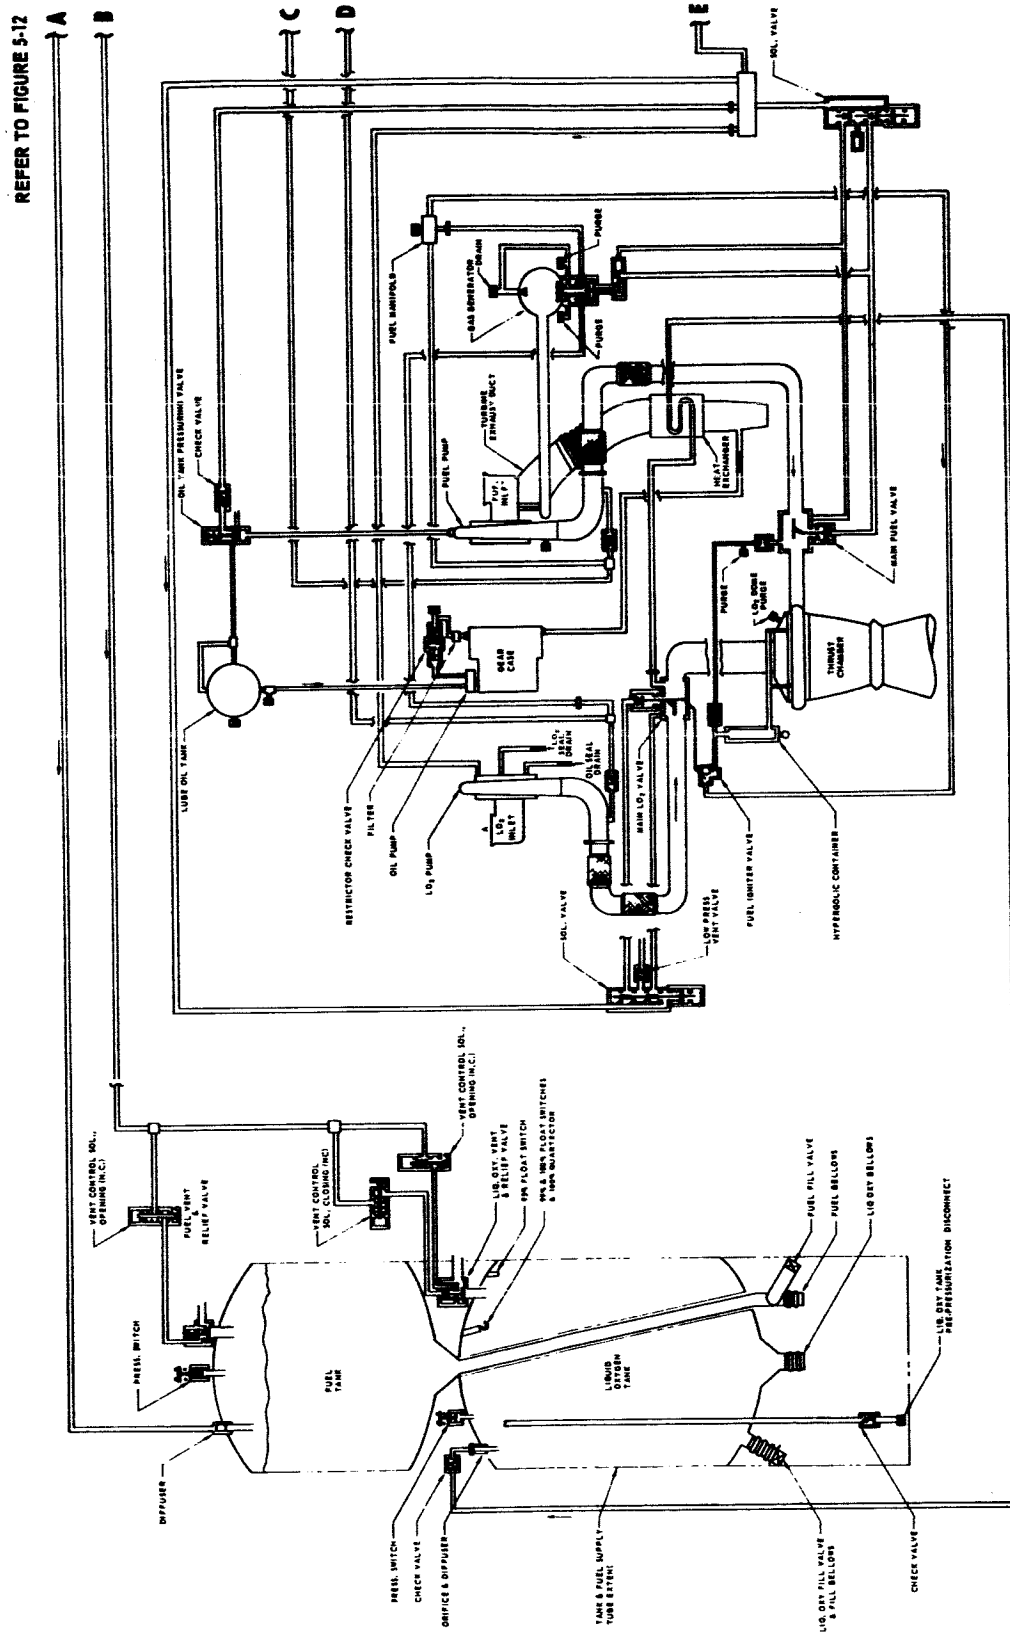 REFER TO FIGURE 5-12
A
B
C
D
E
SOL. VALVE
OIL TANK PRESSURIZING VALVE
CHECK VALVE
FUEL MANIFOLD
GAS GENERATOR
DRAIN
PURGE
PURGE
TURBINE
EXHAUST DUCT
FUEL PUMP
FUEL
INLET
HEAT
EXCHANGER
MAIN FUEL VALVE
PURGE
LO₂ DOME
PURGE
THRUST
CHAMBER
LUBE OIL TANK
GEAR
CASE
RESTRICTOR CHECK VALVE
FILTER
OIL PUMP
LO₂ PUMP
A
LO₂
INLET
LO₂
SEAL
DRAIN
OIL SEAL
DRAIN
MAIN LO₂ VALVE
FUEL IGNITER VALVE
HYPERGOLIC CONTAINER
SOL. VALVE
LOW PRESS
VENT VALVE
VENT CONTROL SOL.,
OPENING (N.C.)
FUEL VENT
&
RELIEF VALVE
VENT CONTROL
SOL. CLOSING (NC)
VENT CONTROL SOL.,
OPENING (N.C.)
LIQ. OXY. VENT
& RELIEF VALVE
95% FLOAT SWITCH
99% & 100% FLOAT SWITCHES
FUEL FILL VALVE
FUEL BELLOWS
LIQ OXY BELLOWS
LIQ. OXY TANK
PRE-PRESSURIZATION DISCONNECT
PRESS. SWITCH
DIFFUSER
FUEL
TANK
LIQUID
OXYGEN
TANK
PRESS. SWITCH
CHECK VALVE
ORIFICE & DIFFUSER
TANK & FUEL SUPPLY
TUBE EXTENT
LIQ. OXY FILL VALVE
& FILL BELLOWS
CHECK VALVE